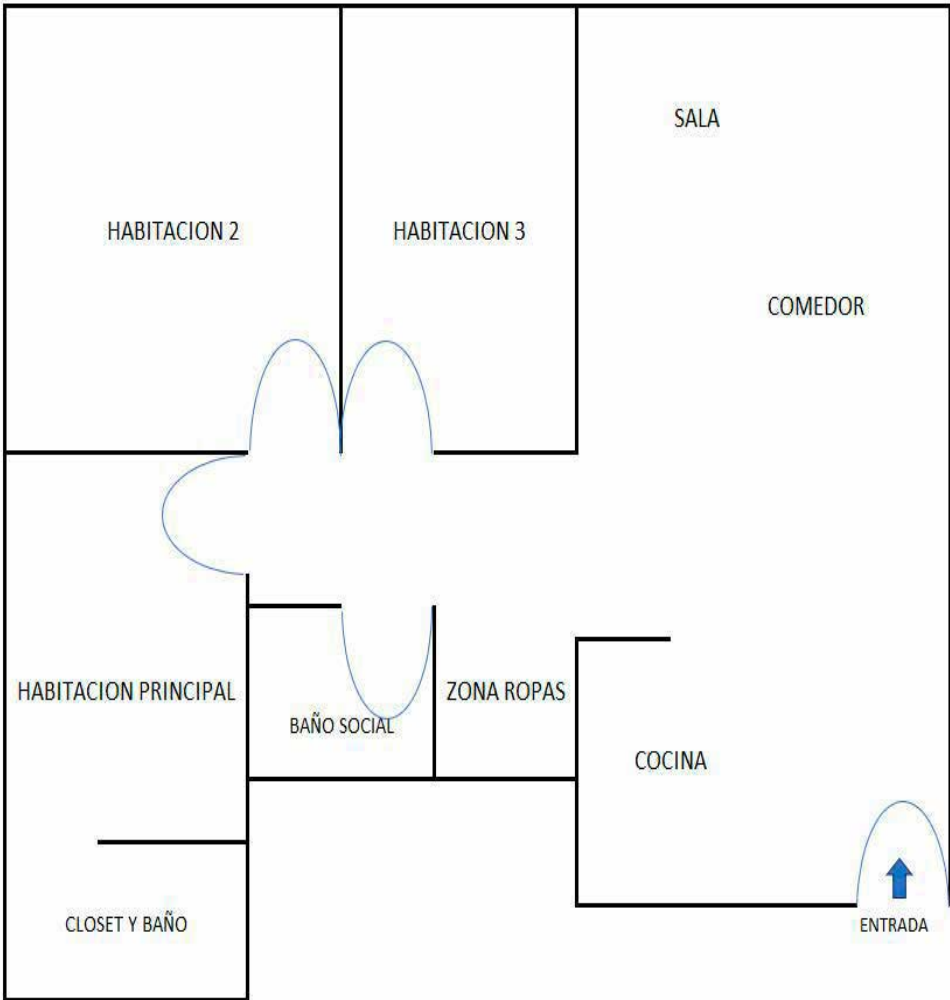 SALA
HABITACION 2
HABITACION 3
COMEDOR
HABITACION PRINCIPAL
ZONA ROPAS
BAÑO SOCIAL
COCINA
CLOSET Y BAÑO
ENTRADA